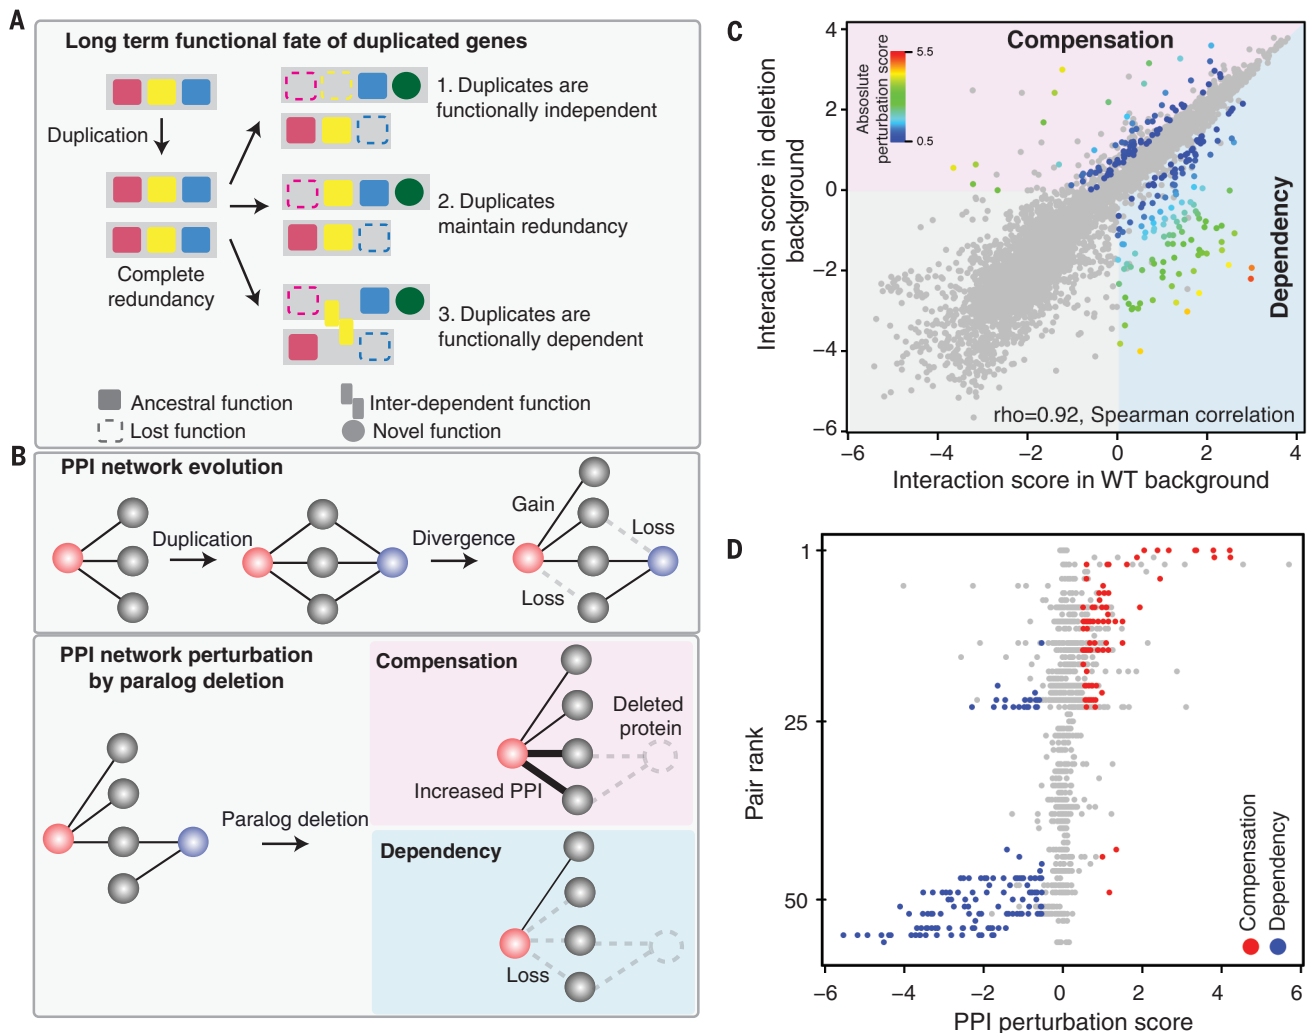 A
Long term functional fate of duplicated genes
Duplication
Complete
redundancy
1. Duplicates are
functionally independent
2. Duplicates
maintain redundancy
3. Duplicates are
functionally dependent
Ancestral function
Inter-dependent function
Lost function
Novel function
B
PPI network evolution
Duplication
Divergence
Gain
Loss
Loss
PPI network perturbation
by paralog deletion
Paralog deletion
Compensation
Deleted
protein
Increased PPI
Dependency
Loss
C
Compensation
Dependency
Absoslute
perturbation score
5.5
0.5
Interaction score in deletion
background
4
2
0
−2
−4
−6
rho=0.92, Spearman correlation
−6
−4
−2
0
2
4
Interaction score in WT background
D
Pair rank
1
25
50
Compensation
Dependency
−6
−4
−2
0
2
4
6
PPI perturbation score